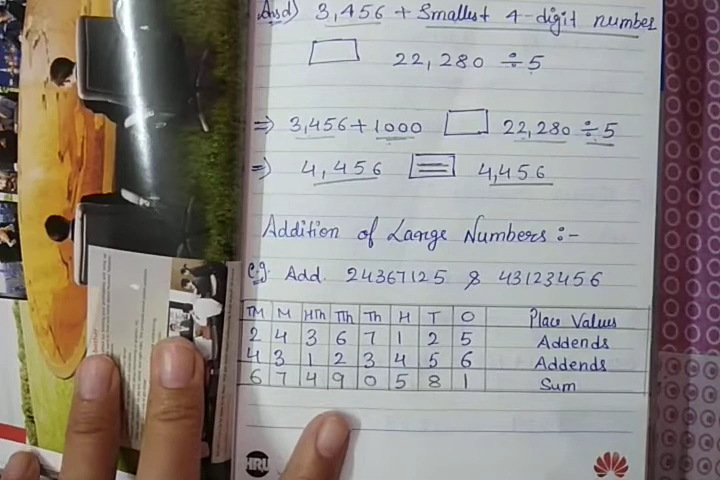 Ans d) 3,456 + Smallest 4-digit number
22,280 ÷ 5
⇒ 3,456 + 1000 22,280 ÷ 5
⇒ 4,456 = 4,456
Addition of Large Numbers :-
e.g. Add 24367125 & 43123456
TM M HTh TTh Th H T O Place Values
2 4 3 6 7 1 2 5 Addends
4 3 1 2 3 4 5 6 Addends
6 7 4 9 0 5 8 1 Sum
HRU